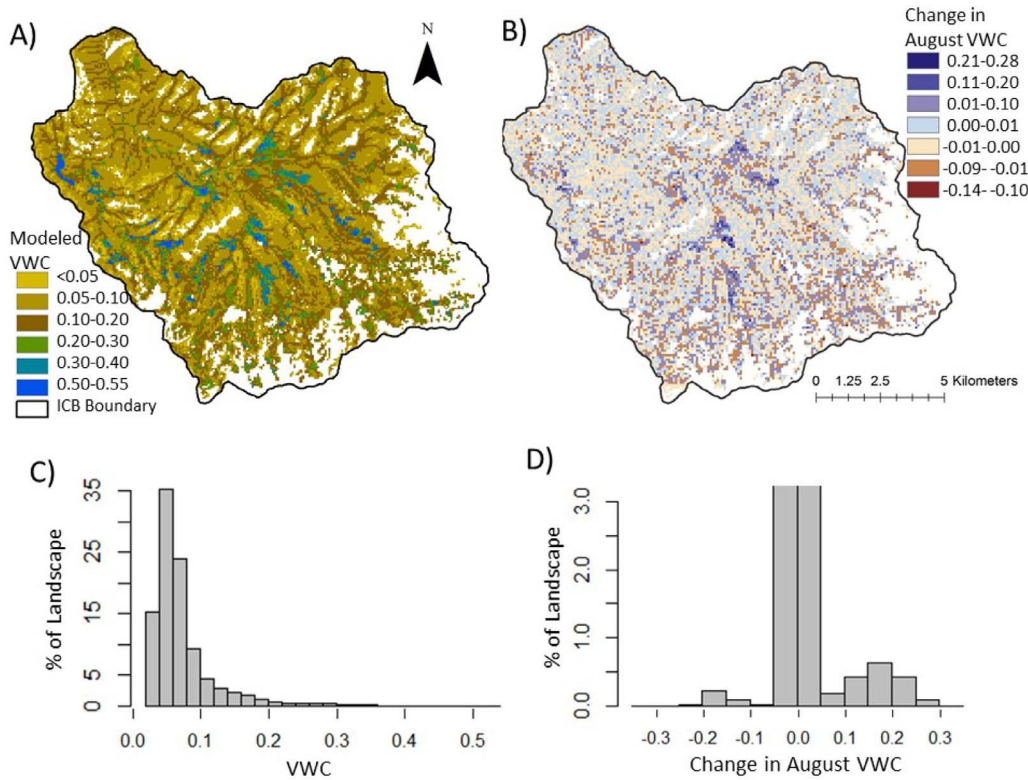 A)
N
Modeled
VWC
<0.05
0.05-0.10
0.10-0.20
0.20-0.30
0.30-0.40
0.50-0.55
ICB Boundary
B)
Change in
August VWC
0.21-0.28
0.11-0.20
0.01-0.10
0.00-0.01
-0.01-0.00
-0.09- -0.01
-0.14- -0.10
0 1.25 2.5 5 Kilometers
C)
% of Landscape
35
25
15
5
0
0.0 0.1 0.2 0.3 0.4 0.5
VWC
D)
% of Landscape
3.0
2.0
1.0
0.0
-0.3 -0.2 -0.1 0.0 0.1 0.2 0.3
Change in August VWC